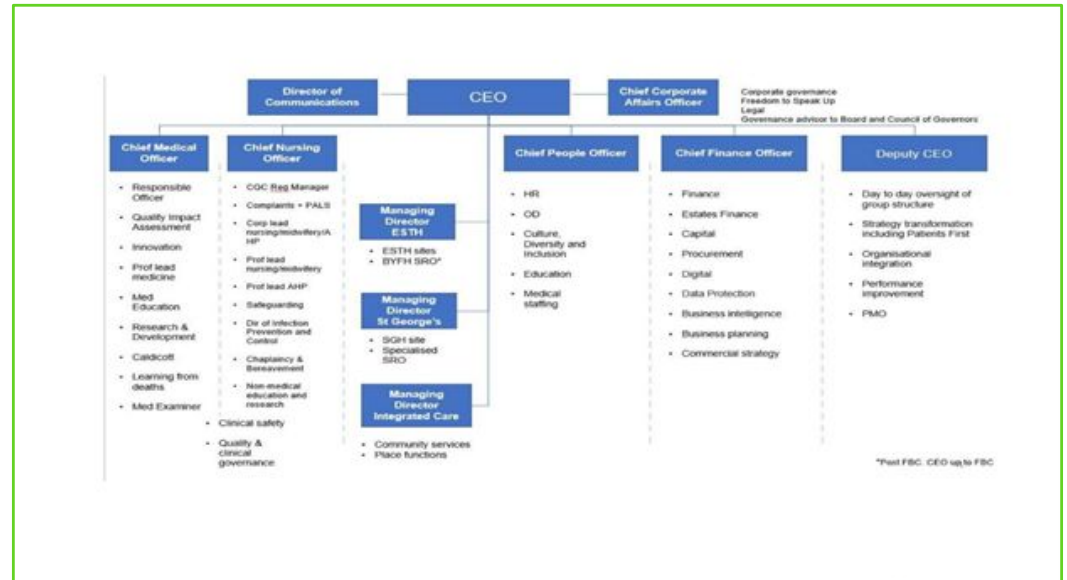 Director of
Communications
CEO
Chief Corporate
Affairs Officer
Corporate governance
Freedom to Speak Up
Legal
Governance advisor to Board and Council of Governors
Chief Medical
Officer
• Responsible
Officer
• Quality Impact
Assessment
• Innovation
• Prof lead
medicine
• Med
Education
• Research &
Development
• Caldicott
• Learning from
deaths
• Med Examiner
Chief Nursing
Officer
• CQC Reg Manager
• Complaints + PALS
• Corp lead
nursing/midwifery/A
HP
• Prof lead
nursing/midwifery
• Prof lead AHP
• Safeguarding
• Dir of Infection
Prevention and
Control
• Chaplaincy &
Bereavement
• Non-medical
education and
research
• Clinical safety
• Quality &
clinical
governance
Managing
Director
ESTH
• ESTH sites
• BYFH SRO*
Managing
Director
St George's
• SGH site
• Specialised
SRO
Managing
Director
Integrated Care
• Community services
• Place functions
Chief People Officer
• HR
• OD
• Culture,
Diversity and
Inclusion
• Education
• Medical
staffing
Chief Finance Officer
• Finance
• Estates Finance
• Capital
• Procurement
• Digital
• Data Protection
• Business intelligence
• Business planning
• Commercial strategy
Deputy CEO
• Day to day oversight of
group structure
• Strategy transformation
including Patients First
• Organisational
integration
• Performance
improvement
• PMO
*Post FBC. CEO up to FBC